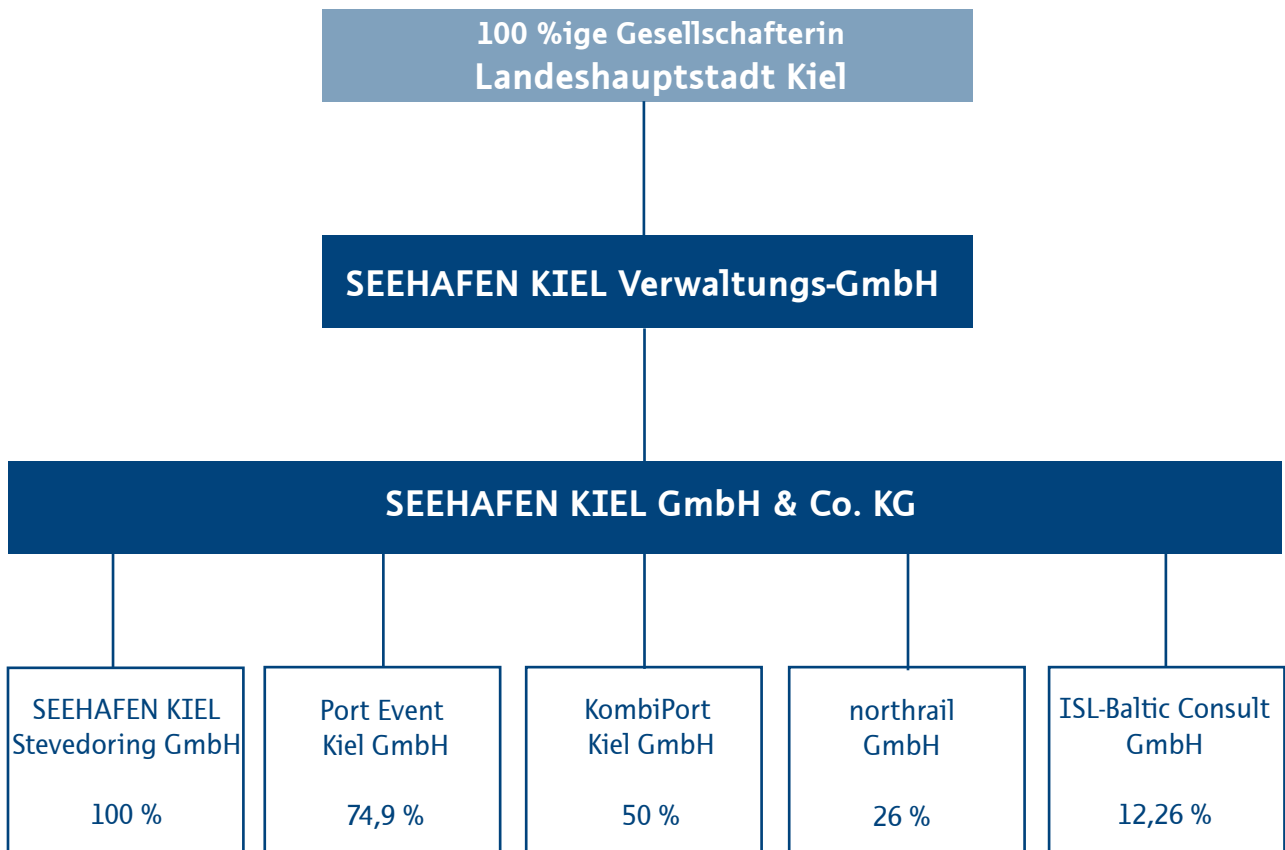 100 %ige Gesellschafterin
Landeshauptstadt Kiel
SEEHAFEN KIEL Verwaltungs-GmbH
SEEHAFEN KIEL GmbH & Co. KG
SEEHAFEN KIEL
Stevedoring GmbH
100 %
Port Event
Kiel GmbH
74,9 %
KombiPort
Kiel GmbH
50 %
northrail
GmbH
26 %
ISL-Baltic Consult
GmbH
12,26 %